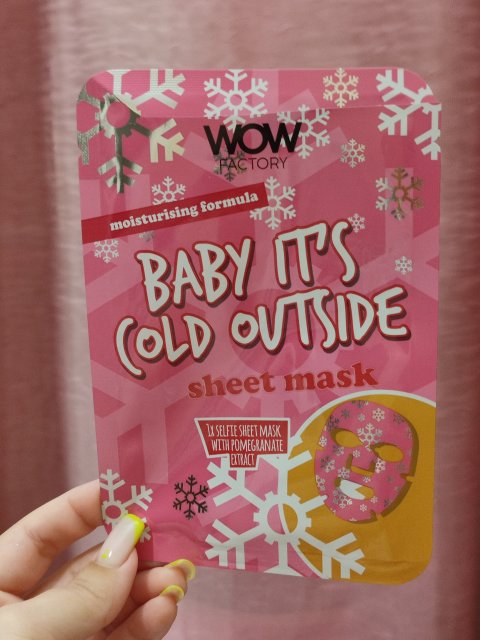 WOW
FACTORY
moisturising formula
BABY IT'S
COLD OUTSIDE
sheet mask
1X SELFIE SHEET MASK
WITH POMEGRANATE
EXTRACT